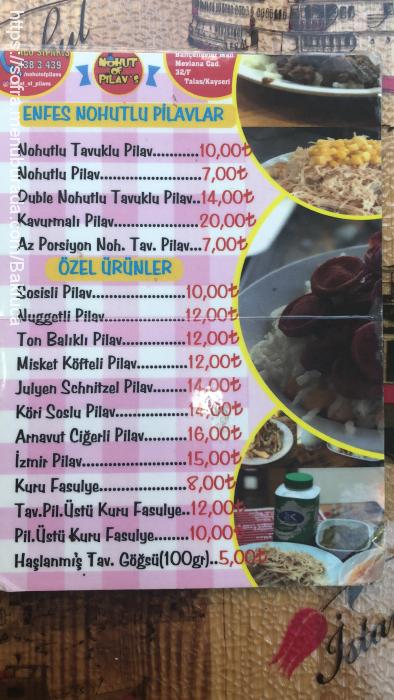 38 3 439
/nohutofpilavs
NOHUT
OF
PILAV'S
Mevlana Cad.
32/F
Talas/Kayseri
ENFES NOHUTLU PİLAVLAR
Nohutlu Tavuklu Pilav...........10,00₺
Nohutlu Pilav........................7,00₺
Duble Nohutlu Tavuklu Pilav..14,00₺
Kavurmalı Pilav....................20,00₺
Az Porsiyon Noh. Tav. Pilav...7,00₺
ÖZEL ÜRÜNLER
Sosisli Pilav......................10,00₺
Nuggetli Pilav...................12,00₺
Ton Balıklı Pilav...............12,00₺
Misket Köfteli Pilav...........12,00₺
Julyen Schnitzel Pilav........14,00₺
Köri Soslu Pilav................14,00₺
Arnavut Ciğerli Pilav..........16,00₺
İzmir Pilav.........................15,00₺
Kuru Fasulye.....................8,00₺
Tav.Pil.Üstü Kuru Fasulye..12,00₺
Pil.Üstü Kuru Fasulye........10,00₺
Haşlanmış Tav. Göğsü(100gr)..5,00₺